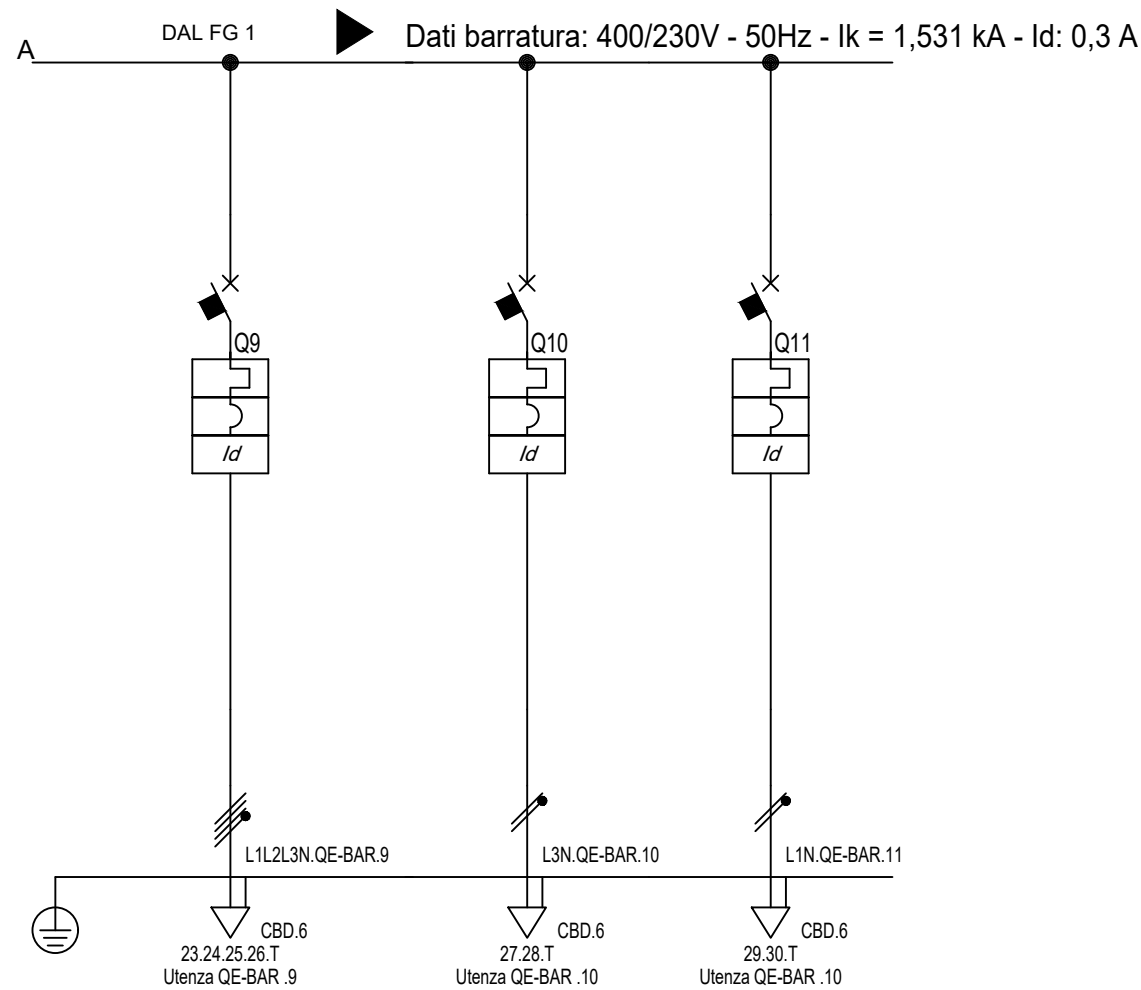 DAL FG 1
Dati barratura: 400/230V - 50Hz - Ik = 1,531 kA - Id: 0,3 A
A
Q9
Q10
Q11
Id
Id
Id
L1L2L3N.QE-BAR.9
L3N.QE-BAR.10
L1N.QE-BAR.11
CBD.6
CBD.6
CBD.6
23.24.25.26.T
27.28.T
29.30.T
Utenza QE-BAR .9
Utenza QE-BAR .10
Utenza QE-BAR .10